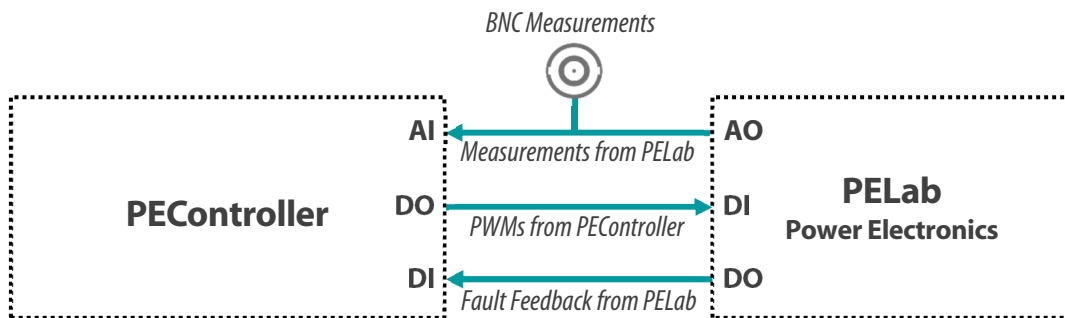 BNC Measurements
AI
AO
Measurements from PELab
PEController
DO
DI
PELab
Power Electronics
PWMs from PEController
DI
DO
Fault Feedback from PELab